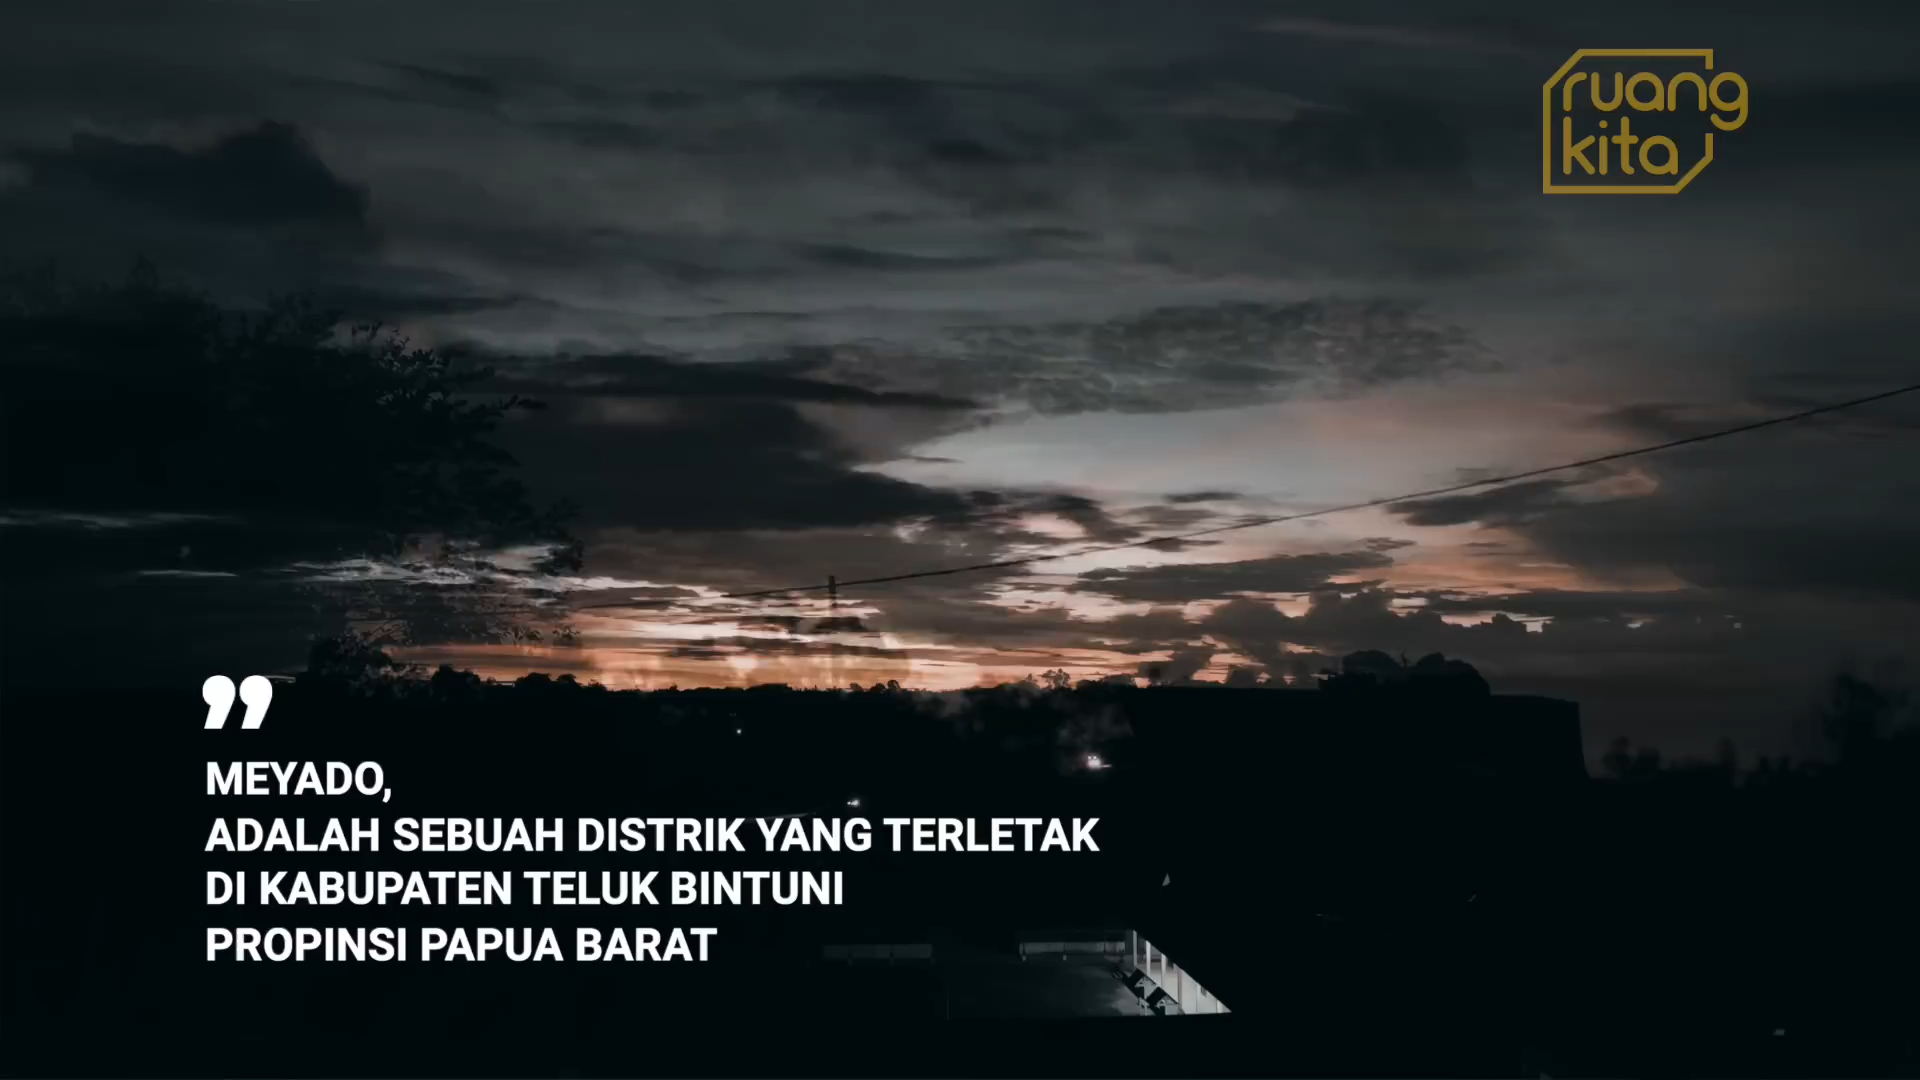 ruang
kita
”
MEYADO,
ADALAH SEBUAH DISTRIK YANG TERLETAK
DI KABUPATEN TELUK BINTUNI
PROPINSI PAPUA BARAT